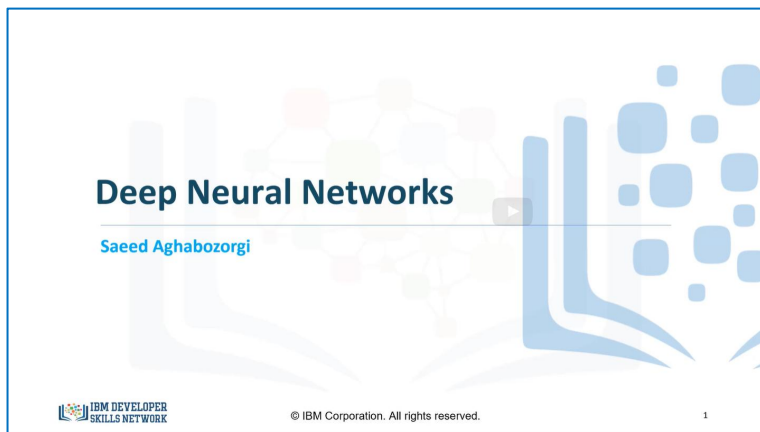 Deep Neural Networks
Saeed Aghabozorgi
IBM DEVELOPER
SKILLS NETWORK
© IBM Corporation. All rights reserved.
1